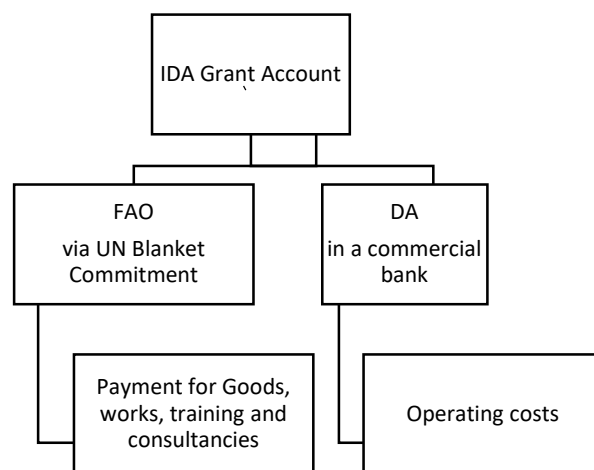 IDA Grant Account
`
FAO
via UN Blanket
Commitment
DA
in a commercial
bank
Payment for Goods,
works, training and
consultancies
Operating costs